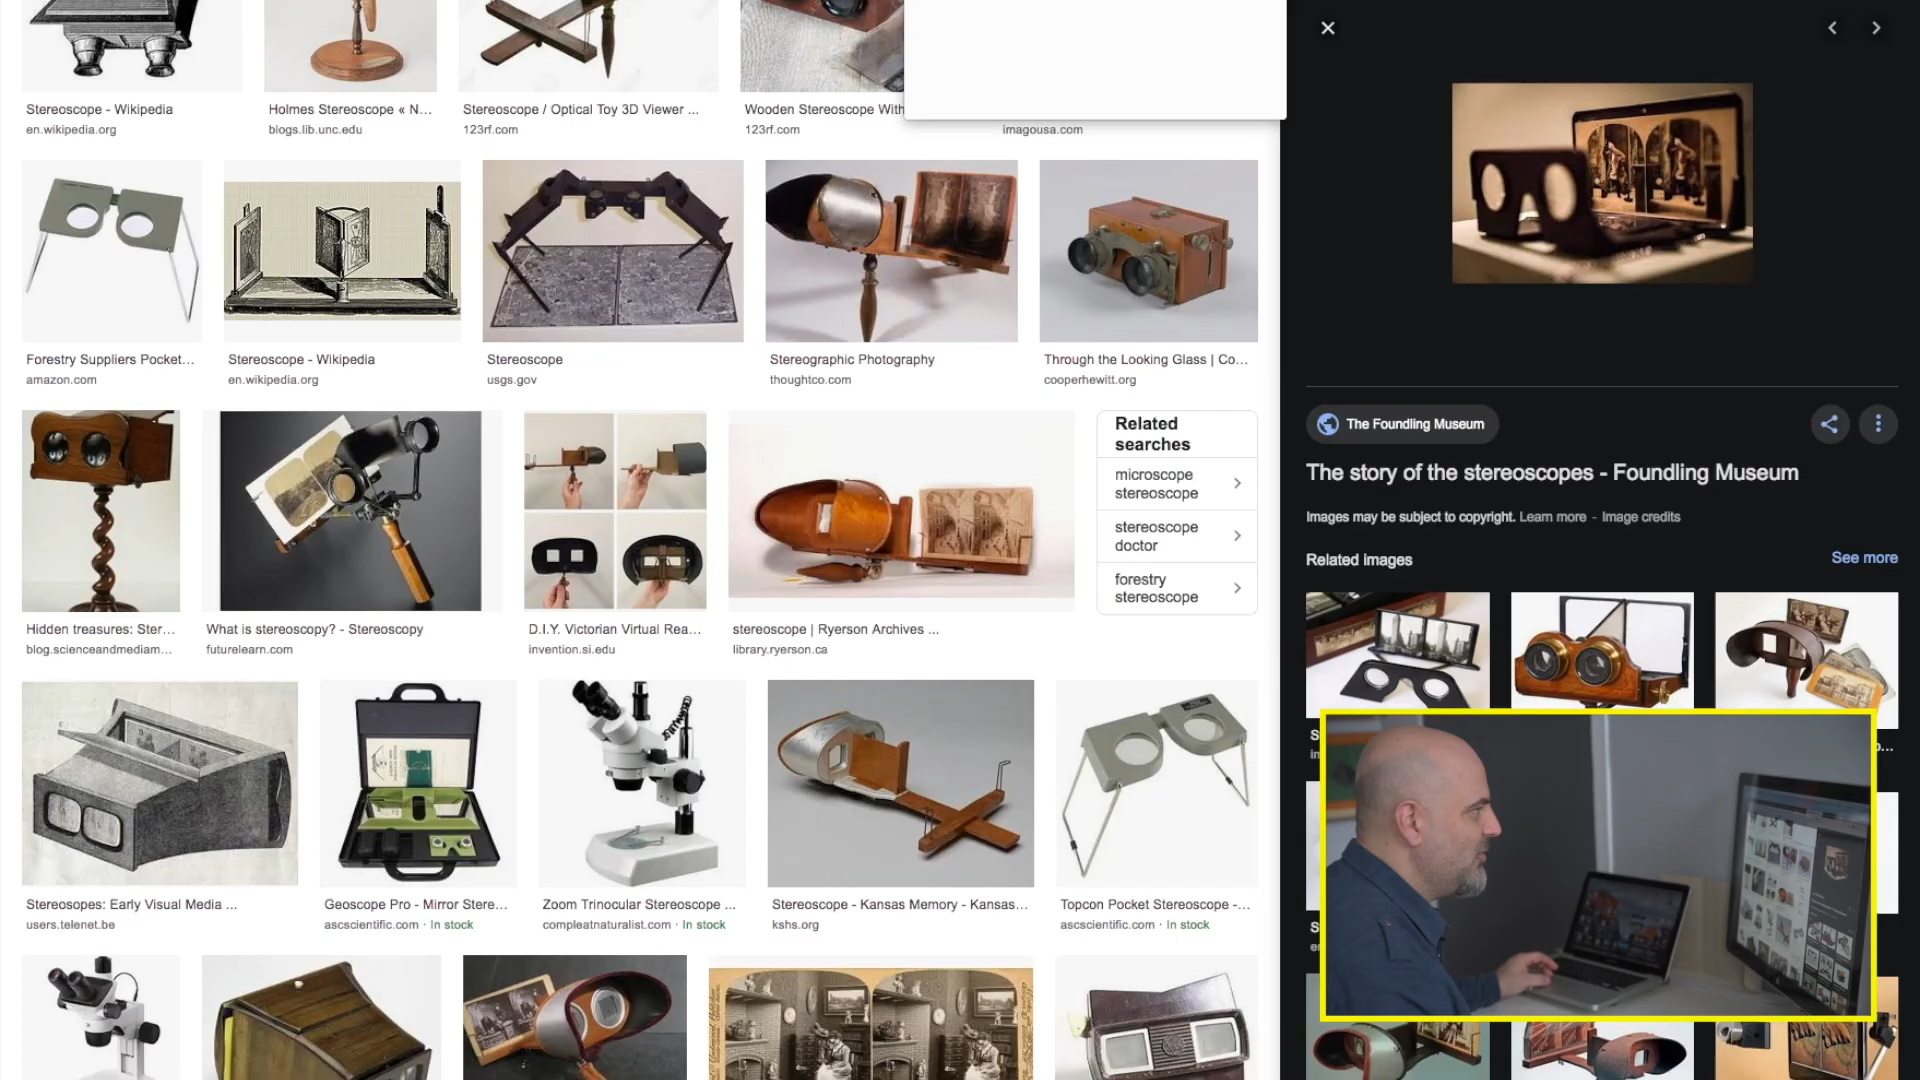 Stereoscope - Wikipedia
en.wikipedia.org
Holmes Stereoscope « N...
blogs.lib.unc.edu
Stereoscope / Optical Toy 3D Viewer ...
123rf.com
Wooden Stereoscope With
123rf.com
imagousa.com
Forestry Suppliers Pocket...
amazon.com
Stereoscope - Wikipedia
en.wikipedia.org
Stereoscope
usgs.gov
Stereographic Photography
thoughtco.com
Through the Looking Glass | Co...
cooperhewitt.org
Hidden treasures: Ster...
blog.scienceandmediam...
What is stereoscopy? - Stereoscopy
futurelearn.com
D.I.Y. Victorian Virtual Rea...
invention.si.edu
stereoscope | Ryerson Archives ...
library.ryerson.ca
Related
searches
microscope
stereoscope
stereoscope
doctor
forestry
stereoscope
Stereosopes: Early Visual Media ...
users.telenet.be
Geoscope Pro - Mirror Stere...
ascscientific.com · In stock
Zoom Trinocular Stereoscope ...
compleatnaturalist.com · In stock
Stereoscope - Kansas Memory - Kansas...
kshs.org
Topcon Pocket Stereoscope -...
ascscientific.com · In stock
The Foundling Museum
The story of the stereoscopes - Foundling Museum
Images may be subject to copyright. Learn more - Image credits
Related images
See more